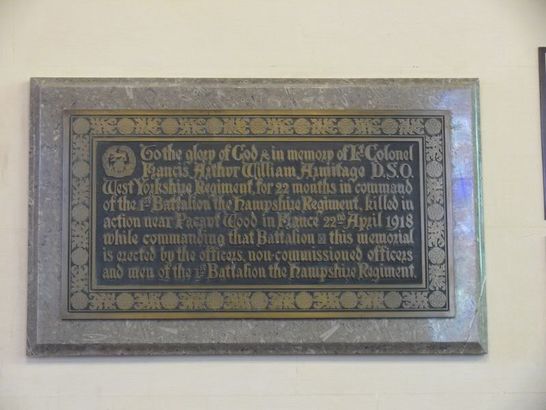 To the glory of God & in memory of Lt Colonel
Francis Arthur William Armitage D.S.O.
West Yorkshire Regiment, for 22 months in command
of the 1st Battalion the Hampshire Regiment, killed in
action near Pacaut Wood in France 22nd April 1918
while commanding that Battalion this memorial
is erected by the officers, non-commissioned officers
and men of the 1st Battalion the Hampshire Regiment.